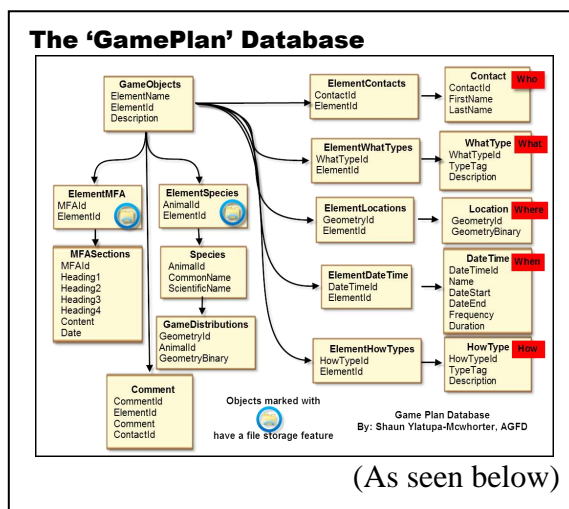 The ‘GamePlan’ Database
GameObjects
ElementName
ElementId
Description
ElementContacts
ContactId
ElementId
Contact
Who
ContactId
FirstName
LastName
ElementWhatTypes
WhatTypeId
ElementId
WhatType
What
WhatTypeId
TypeTag
Description
ElementMFA
MFAId
ElementId
ElementSpecies
AnimalId
ElementId
ElementLocations
GeometryId
ElementId
Location
Where
GeometryId
GeometryBinary
MFASections
MFAId
Heading1
Heading2
Heading3
Heading4
Content
Date
Species
AnimalId
CommonName
ScientificName
ElementDateTime
DateTimeId
ElementId
DateTime
When
DateTimeId
Name
DateStart
DateEnd
Frequency
Duration
GameDistributions
GeometryId
AnimalId
GeometryBinary
ElementHowTypes
HowTypeId
ElementId
HowType
How
HowTypeId
TypeTag
Description
Comment
CommentId
ElementId
Comment
ContactId
Objects marked with
have a file storage feature
Game Plan Database
By: Shaun Ylatupa-Mcwhorter, AGFD
(As seen below)